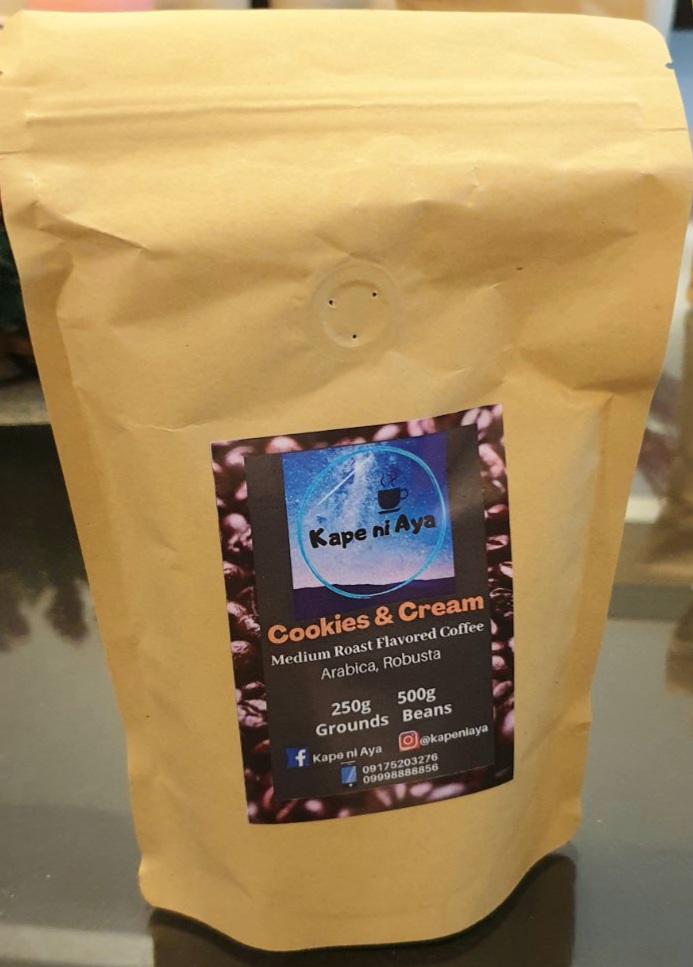 Kape ni Aya
Cookies & Cream
Medium Roast Flavored Coffee
Arabica, Robusta
250g 500g
Grounds Beans
f Kape ni Aya @kapeniaya
09175203276
09998888856